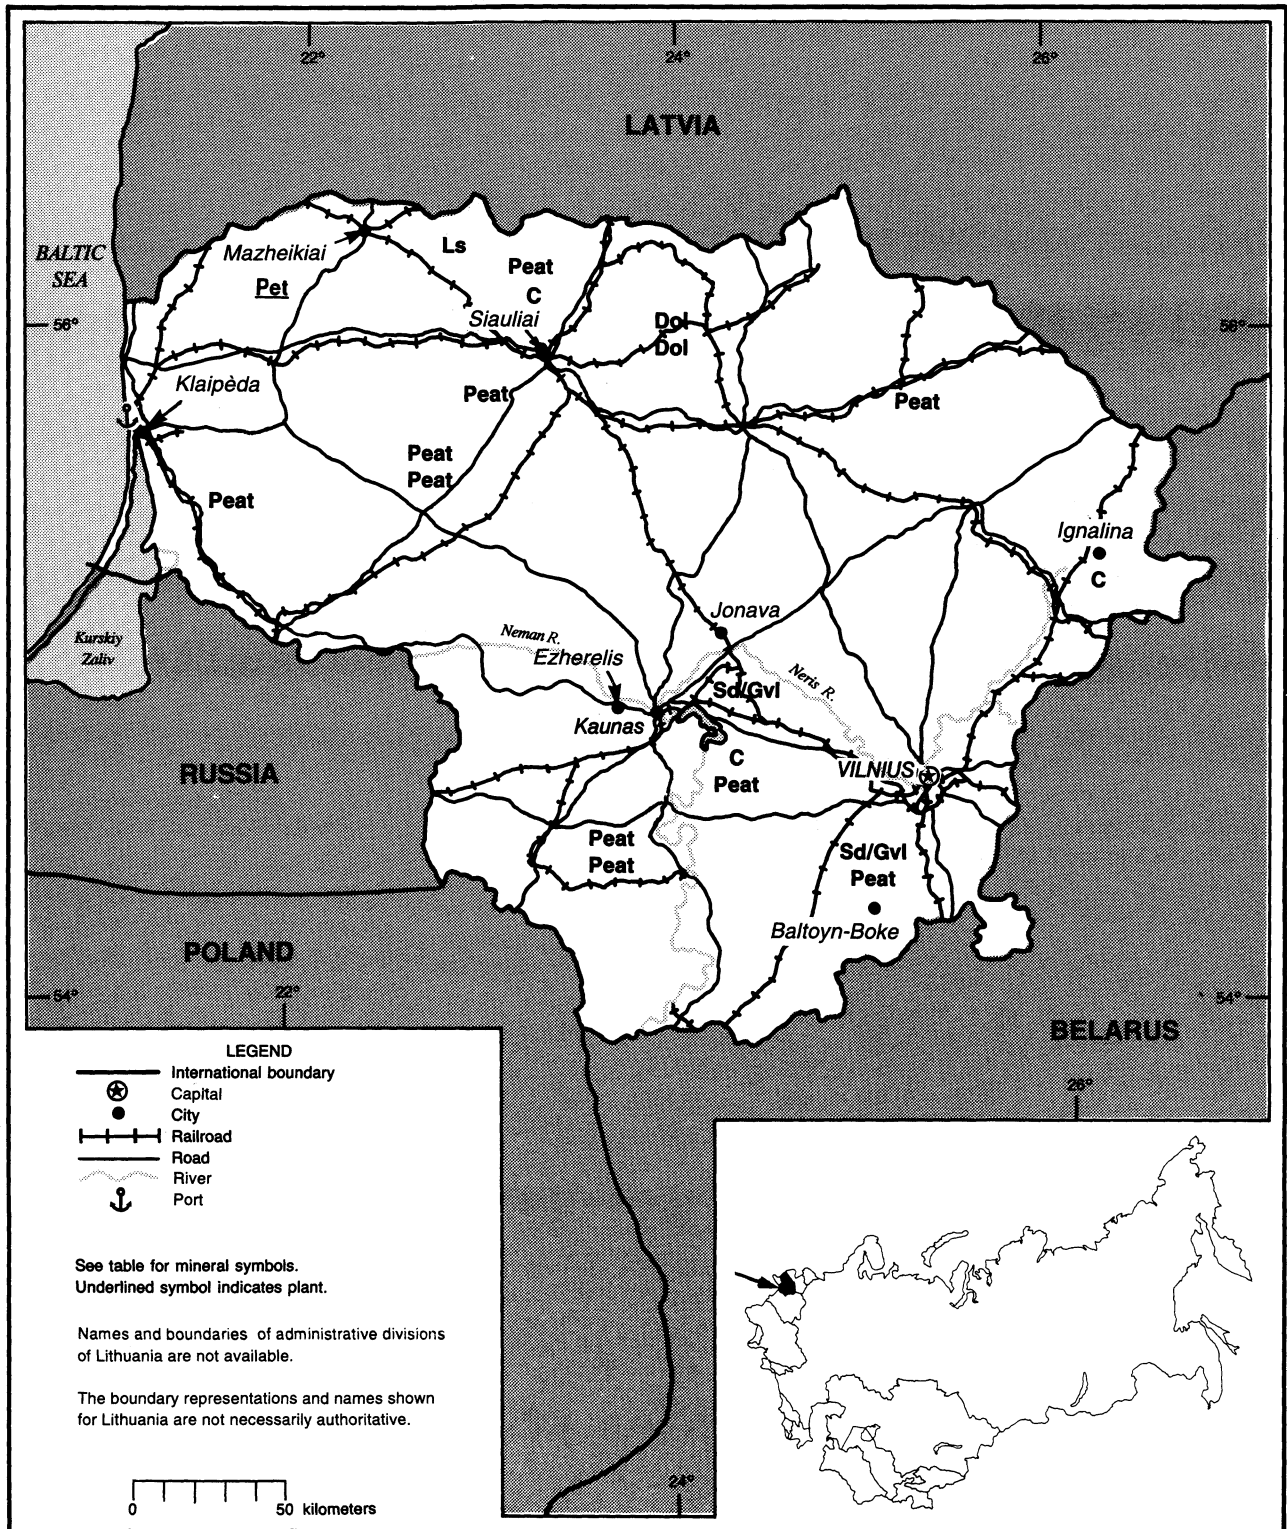 22°
24°
26°
LATVIA
BALTIC
SEA
Mazheikiai
Ls
Pet
Peat
C
Siauliai
56°
Dol
Dol
56°
Klaipèda
Peat
Peat
Peat
Peat
Peat
Ignalina
C
Jonava
Kurskiy
Zaliv
Neman R.
Ezherelis
Neris R.
Sd/Gvl
Kaunas
C
Peat
VILNIUS
RUSSIA
Peat
Peat
Sd/Gvl
Peat
Baltoyn-Boke
POLAND
54°
22°
54°
BELARUS
26°
LEGEND
International boundary
Capital
City
Railroad
Road
River
Port
See table for mineral symbols.
Underlined symbol indicates plant.
Names and boundaries of administrative divisions
of Lithuania are not available.
The boundary representations and names shown
for Lithuania are not necessarily authoritative.
24°
0 50 kilometers